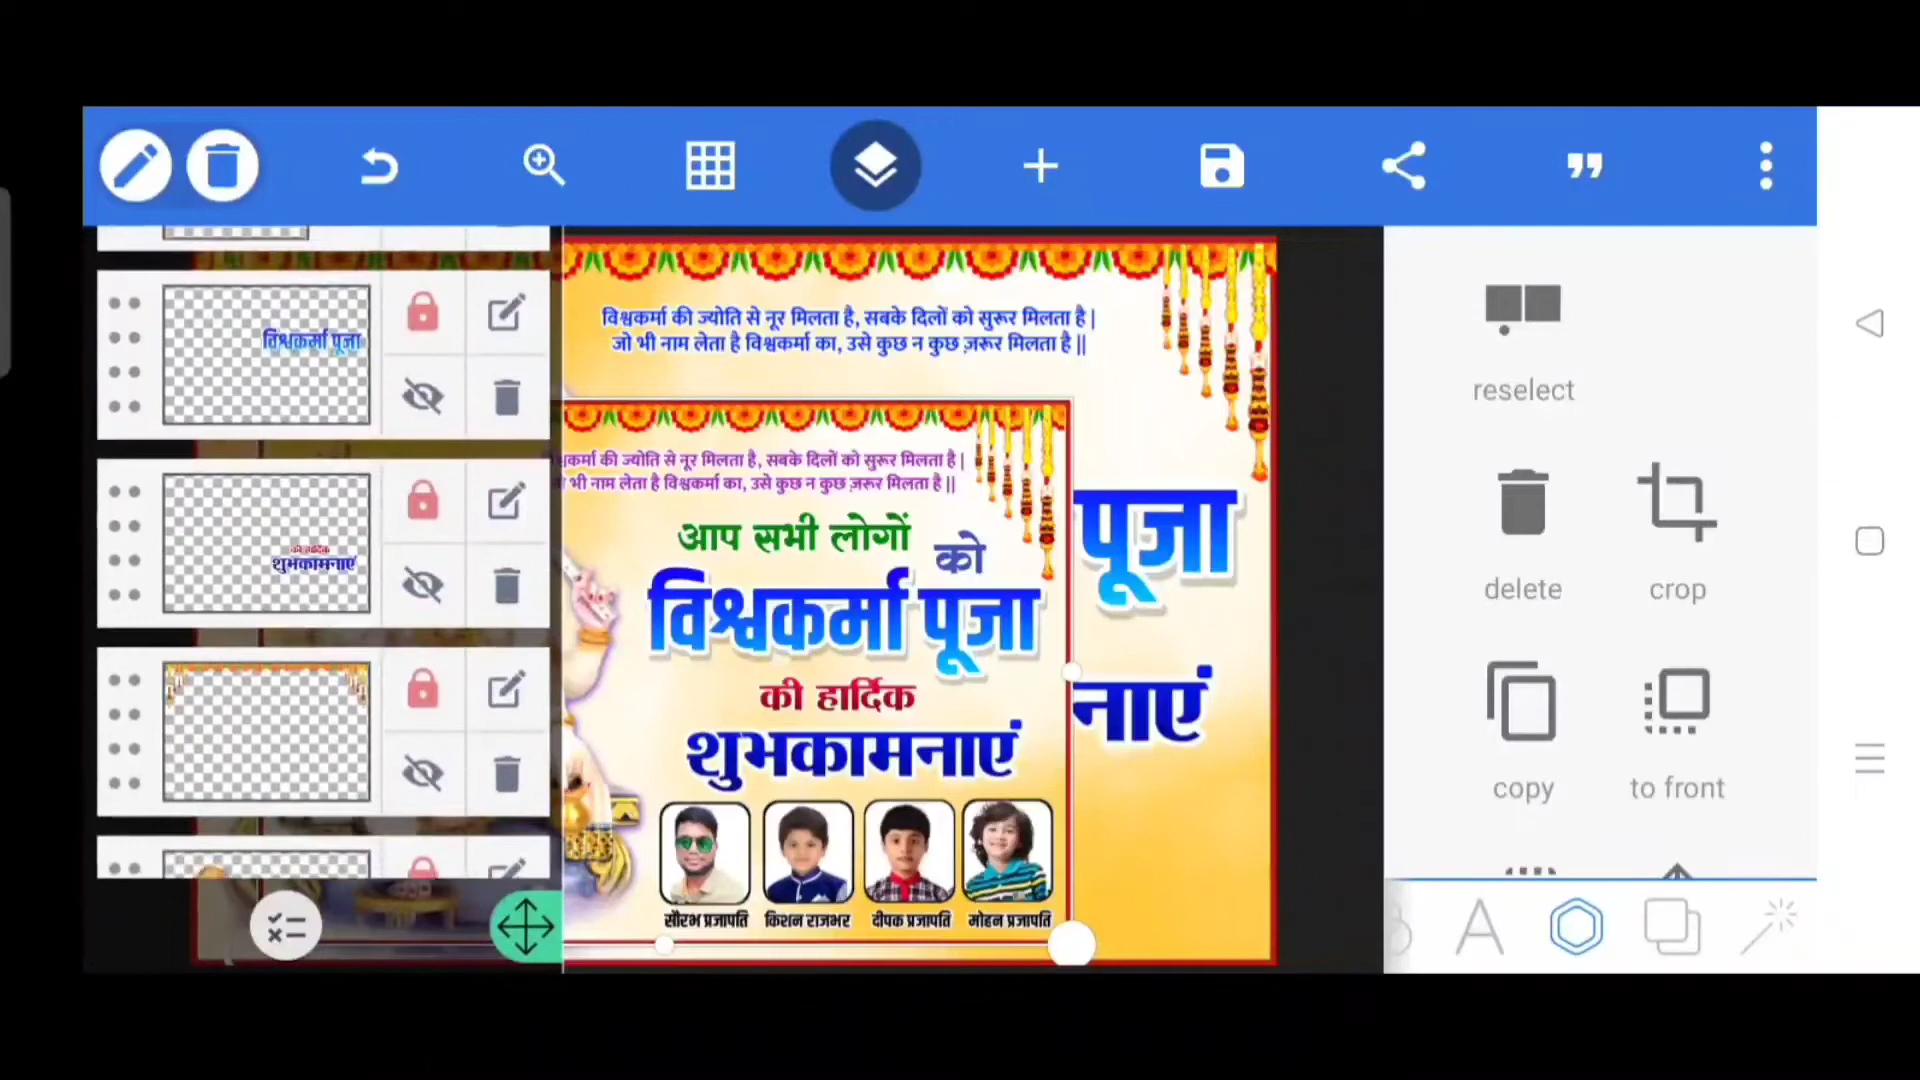 विश्वकर्मा पूजा
की हार्दिक
शुभकामनाएं
विश्वकर्मा की ज्योति से नूर मिलता है, सबके दिलों को सुरूर मिलता है |
जो भी नाम लेता है विश्वकर्मा का, उसे कुछ न कुछ ज़रूर मिलता है ||
की ज्योति से नूर मिलता है, सबके दिलों को सुरूर मिलता है |
भी नाम लेता है विश्वकर्मा का, उसे कुछ न कुछ ज़रूर मिलता है ||
आप सभी लोगों को
विश्वकर्मा पूजा
की हार्दिक
शुभकामनाएं
सौरभ प्रजापति किशन राजभर दीपक प्रजापति मोहन प्रजापति
पूजा
नाएं
reselect
delete crop
copy to front